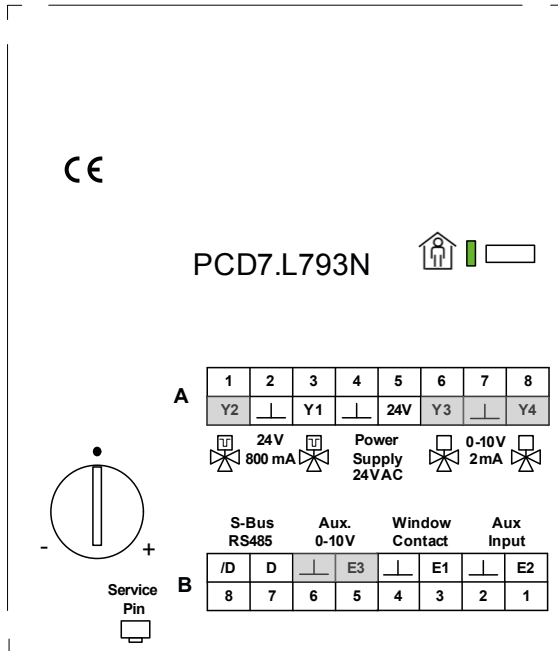 CE
PCD7.L793N
A
1 2 3 4 5 6 7 8
Y2 ⊥ Y1 ⊥ 24V Y3 ⊥ Y4
24V
800 mA
Power
Supply
24VAC
0-10V
2mA
- +
S-Bus
RS485
Aux.
0-10V
Window
Contact
Aux
Input
B
/D D ⊥ E3 ⊥ E1 ⊥ E2
8 7 6 5 4 3 2 1
Service
Pin